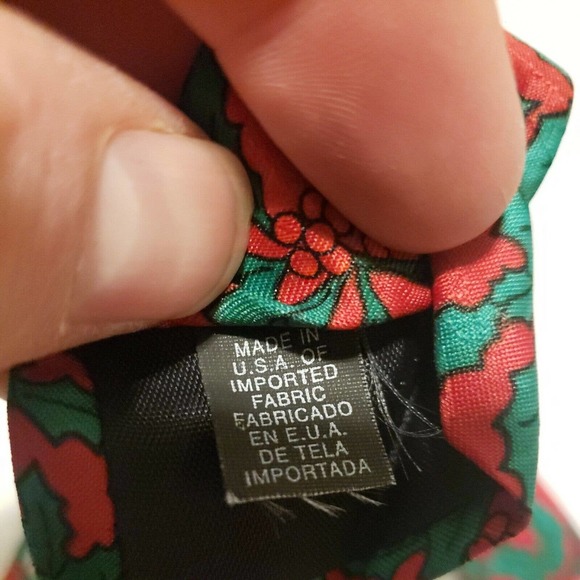 MADE IN
U.S.A. OF
IMPORTED
FABRIC
FABRICADO
EN E.U.A.
DE TELA
IMPORTADA